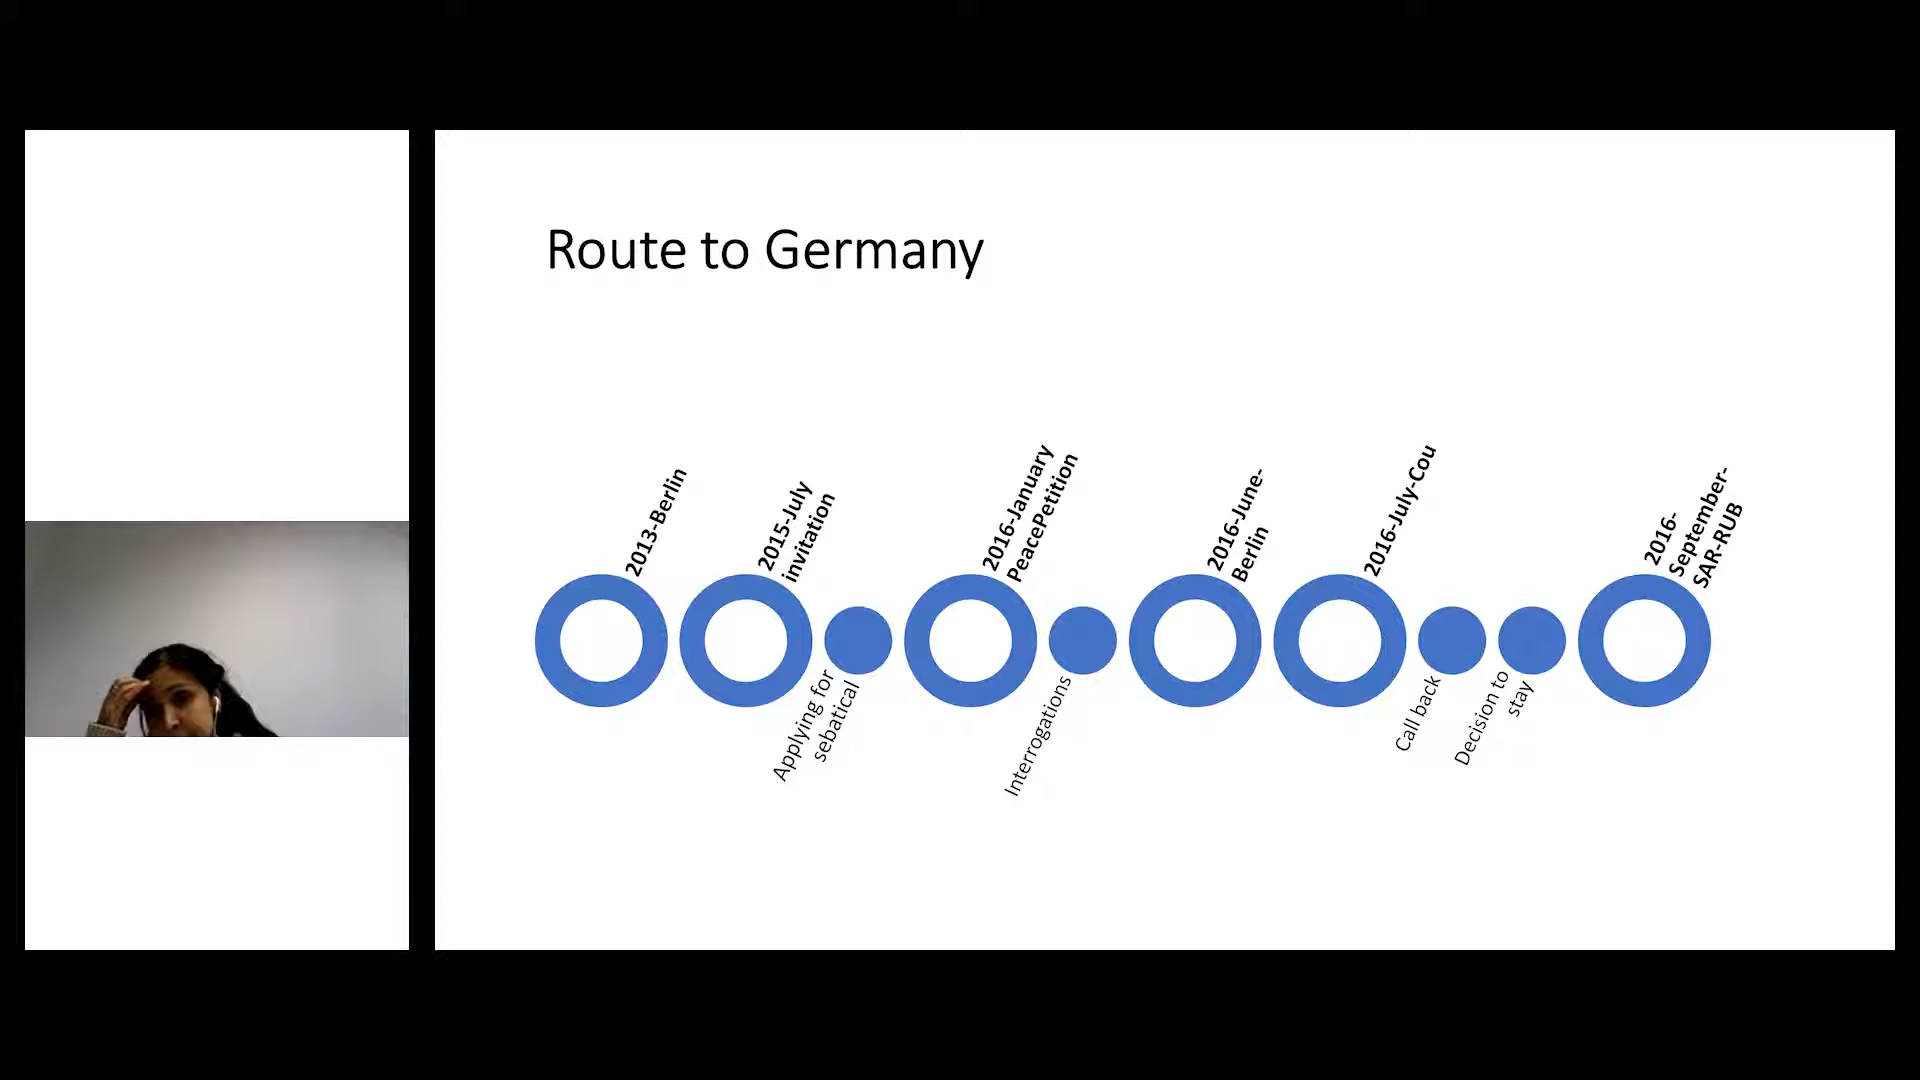 Route to Germany
2013-Berlin
2015-July
invitation
Applying for
sebatical
2016-January
PeacePetition
Interrogations
2016-June-
Berlin
2016-July-Cou
Call back
Decision to
stay
2016-
September-
SAR-RUB